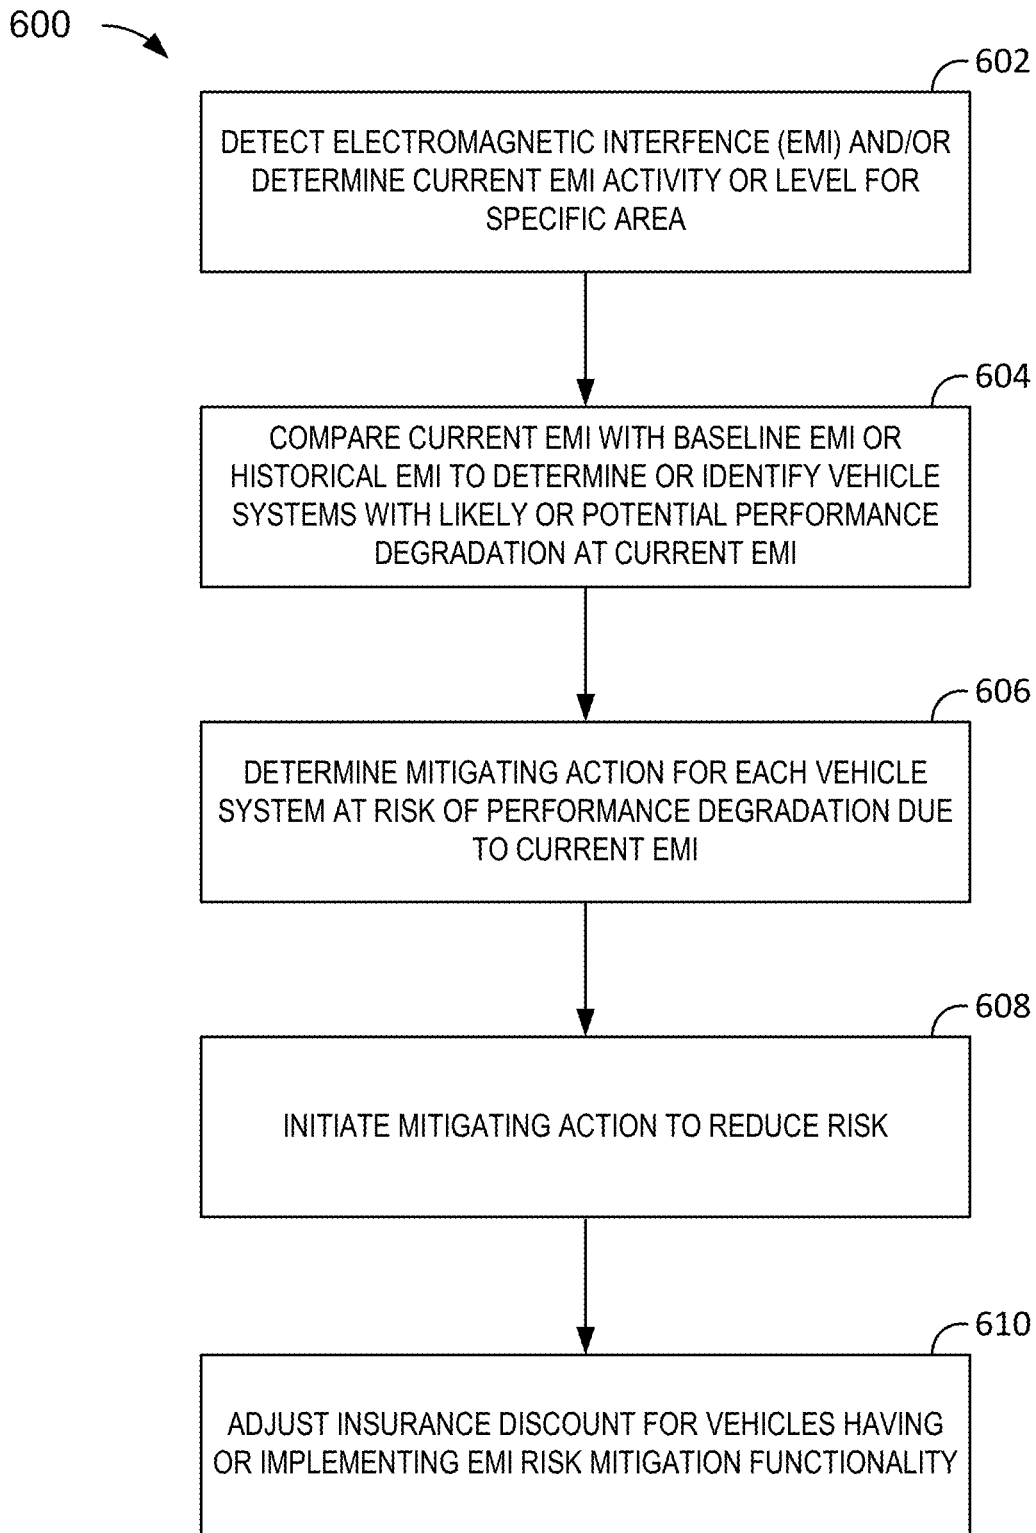 600
602
DETECT ELECTROMAGNETIC INTERFENCE (EMI) AND/OR
DETERMINE CURRENT EMI ACTIVITY OR LEVEL FOR
SPECIFIC AREA
604
COMPARE CURRENT EMI WITH BASELINE EMI OR
HISTORICAL EMI TO DETERMINE OR IDENTIFY VEHICLE
SYSTEMS WITH LIKELY OR POTENTIAL PERFORMANCE
DEGRADATION AT CURRENT EMI
606
DETERMINE MITIGATING ACTION FOR EACH VEHICLE
SYSTEM AT RISK OF PERFORMANCE DEGRADATION DUE
TO CURRENT EMI
608
INITIATE MITIGATING ACTION TO REDUCE RISK
610
ADJUST INSURANCE DISCOUNT FOR VEHICLES HAVING
OR IMPLEMENTING EMI RISK MITIGATION FUNCTIONALITY